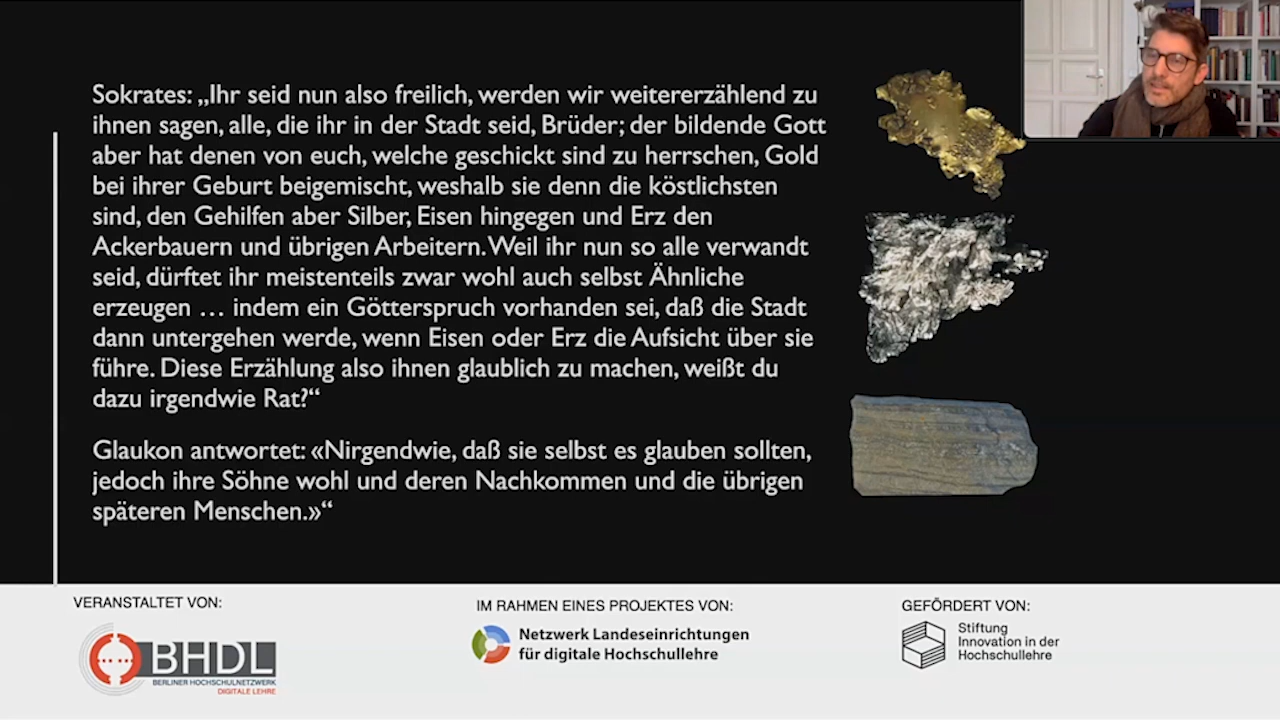 Sokrates: „Ihr seid nun also freilich, werden wir weitererzählend zu
ihnen sagen, alle, die ihr in der Stadt seid, Brüder; der bildende Gott
aber hat denen von euch, welche geschickt sind zu herrschen, Gold
bei ihrer Geburt beigemischt, weshalb sie denn die köstlichsten
sind, den Gehilfen aber Silber, Eisen hingegen und Erz den
Ackerbauern und übrigen Arbeitern. Weil ihr nun so alle verwandt
seid, dürftet ihr meistenteils zwar wohl auch selbst Ähnliche
erzeugen … indem ein Götterspruch vorhanden sei, daß die Stadt
dann untergehen werde, wenn Eisen oder Erz die Aufsicht über sie
führe. Diese Erzählung also ihnen glaublich zu machen, weißt du
dazu irgendwie Rat?“
Glaukon antwortet: «Nirgendwie, daß sie selbst es glauben sollten,
jedoch ihre Söhne wohl und deren Nachkommen und die übrigen
späteren Menschen.»“
VERANSTALTET VON:
BHDL
BERLINER HOCHSCHULNETZWERK
DIGITALE LEHRE
IM RAHMEN EINES PROJEKTES VON:
Netzwerk Landeseinrichtungen
für digitale Hochschullehre
GEFÖRDERT VON:
Stiftung
Innovation in der
Hochschullehre